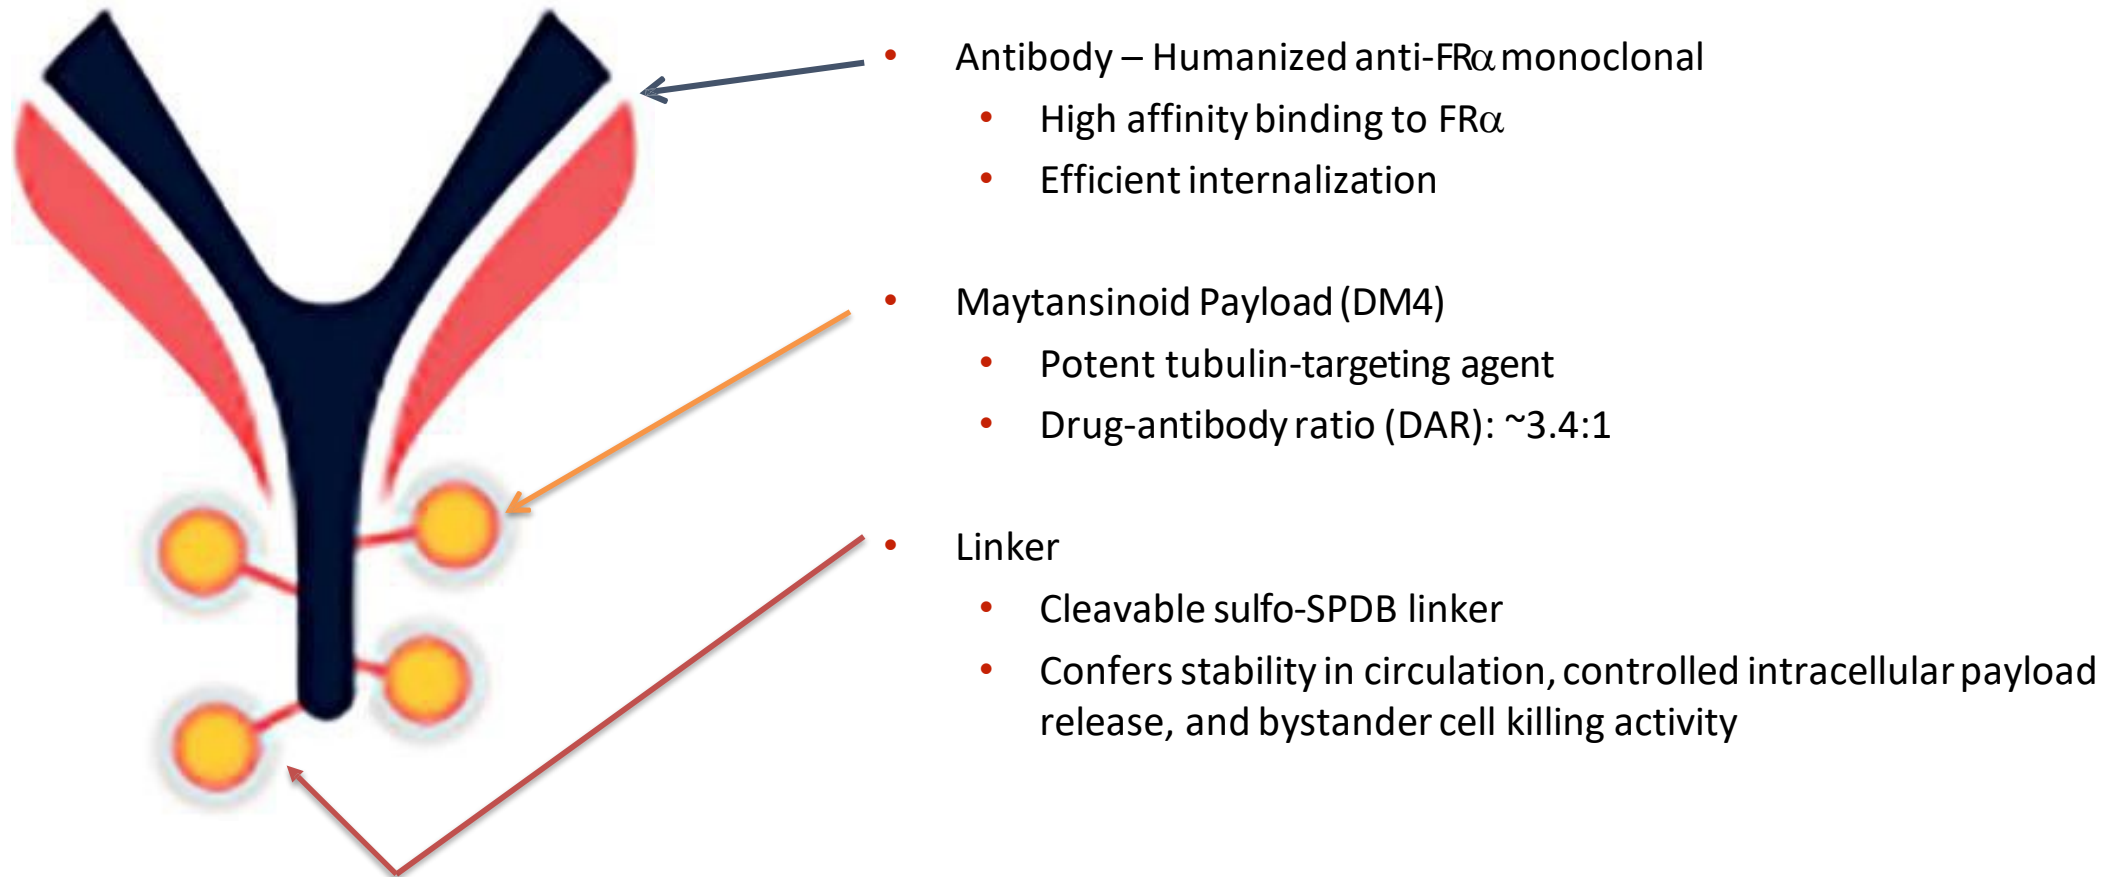 • Antibody – Humanized anti-FRα monoclonal
• High affinity binding to FRα
• Efficient internalization
• Maytansinoid Payload (DM4)
• Potent tubulin-targeting agent
• Drug-antibody ratio (DAR): ~3.4:1
• Linker
• Cleavable sulfo-SPDB linker
• Confers stability in circulation, controlled intracellular payload
release, and bystander cell killing activity